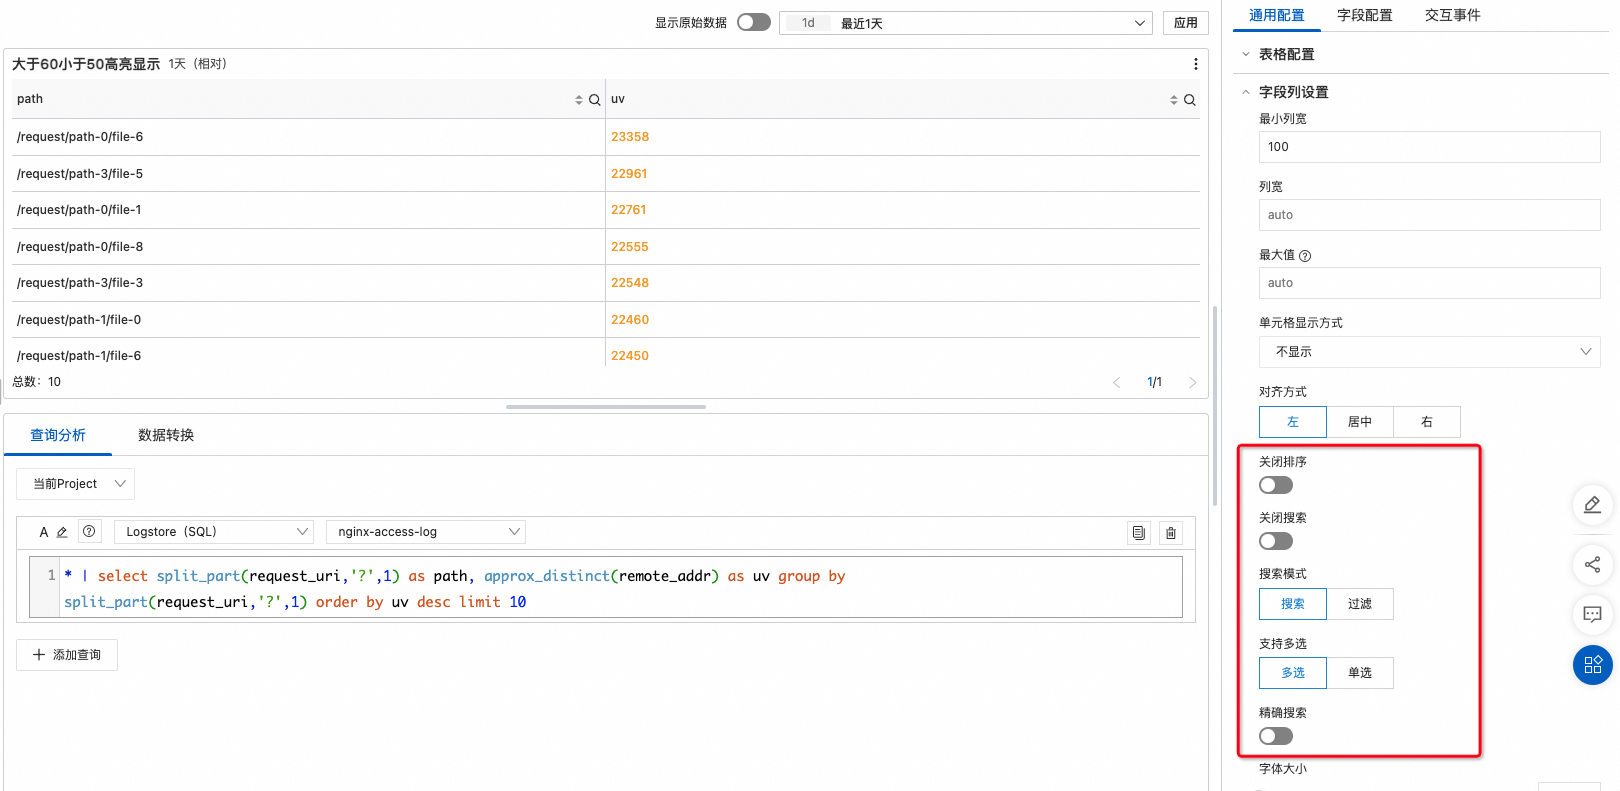 显示原始数据 1d 最近1天 应用
大于60小于50高亮显示 1天 (相对)
path uv
/request/path-0/file-6 23358
/request/path-3/file-5 22961
/request/path-0/file-1 22761
/request/path-0/file-8 22555
/request/path-3/file-3 22548
/request/path-1/file-0 22460
/request/path-1/file-6 22450
总数: 10 1/1
查询分析 数据转换
当前Project
A Logstore (SQL) nginx-access-log
1 * | select split_part(request_uri,'?',1) as path, approx_distinct(remote_addr) as uv group by
split_part(request_uri,'?',1) order by uv desc limit 10
添加查询
通用配置 字段配置 交互事件
表格配置
字段列设置
最小列宽
100
列宽
auto
最大值 ?
auto
单元格显示方式
不显示
对齐方式
左 居中 右
关闭排序
关闭搜索
搜索模式
搜索 过滤
支持多选
多选 单选
精确搜索
字体大小